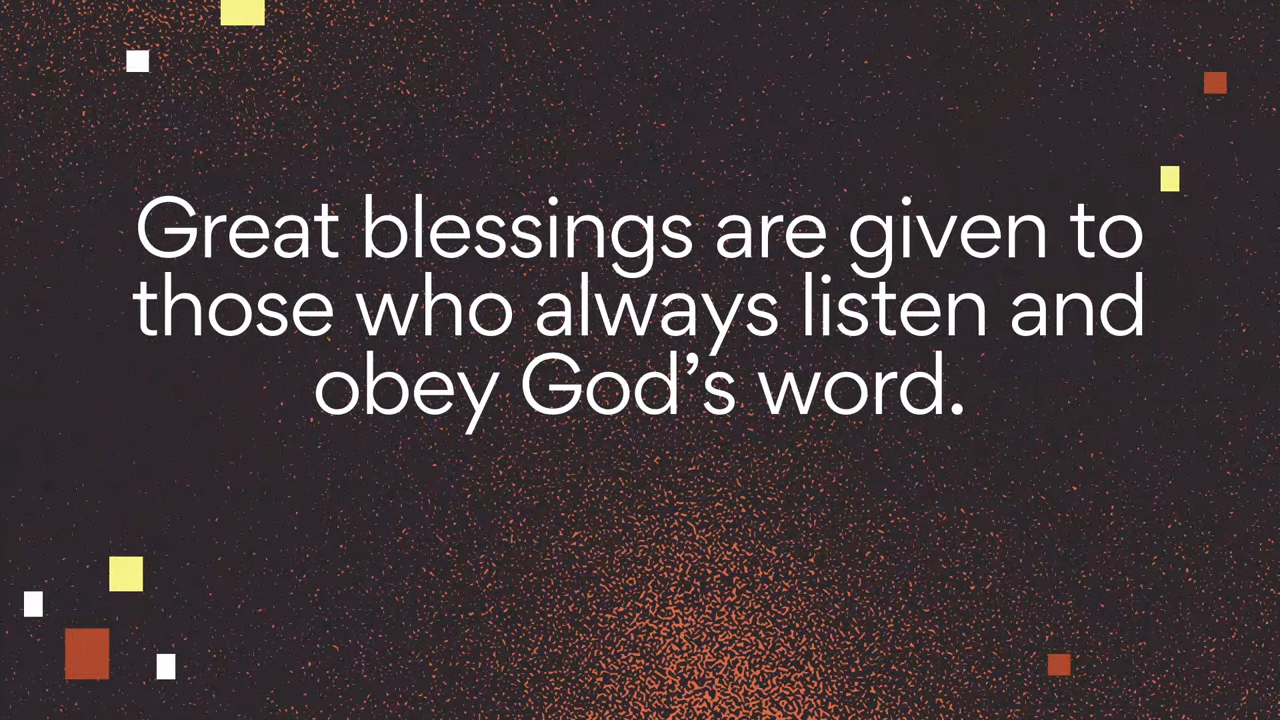 Great blessings are given to
those who always listen and
obey God’s word.